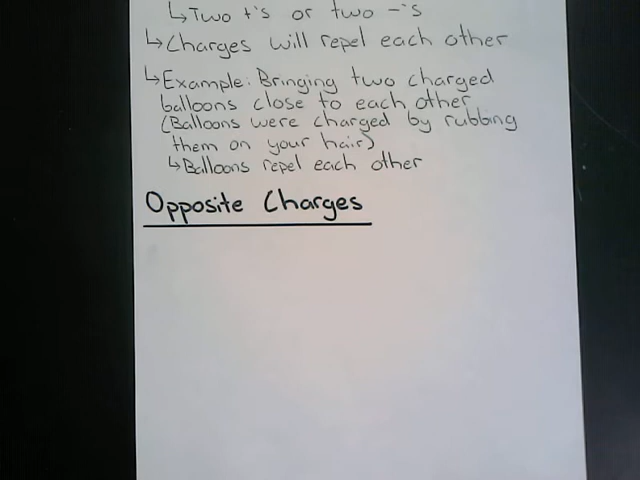 ↳Two +'s or two -'s
↳Charges will repel each other
↳Example: Bringing two charged
balloons close to each other
(Balloons were charged by rubbing
them on your hair)
↳Balloons repel each other
Opposite Charges